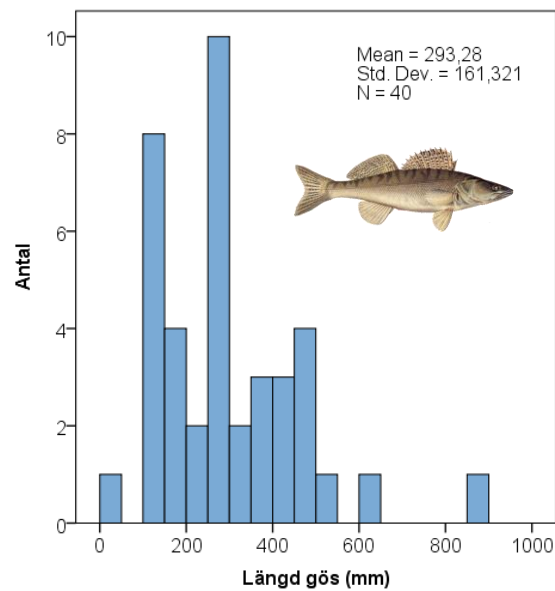 Mean = 293,28
Std. Dev. = 161,321
N = 40
10
8
6
4
2
0
Antal
0 200 400 600 800 1000
Längd gös (mm)